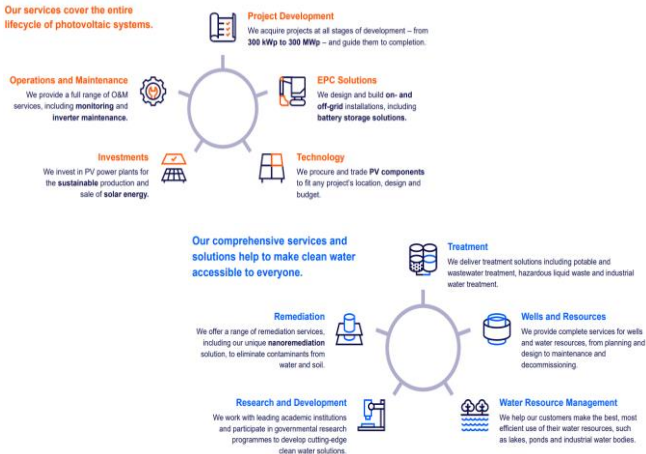 Our services cover the entire
lifecycle of photovoltaic systems.
Project Development
We acquire projects at all stages of development – from
300 kWp to 300 MWp – and guide them to completion.
Operations and Maintenance
We provide a full range of O&M
services, including monitoring and
inverter maintenance.
EPC Solutions
We design and build on- and
off-grid installations, including
battery storage solutions.
Investments
We invest in PV power plants for
the sustainable production and
sale of solar energy.
Technology
We procure and trade PV components
to fit any project's location, design and
budget.
Our comprehensive services and
solutions help to make clean water
accessible to everyone.
Treatment
We deliver treatment solutions including potable and
wastewater treatment, hazardous liquid waste and industrial
water treatment.
Remediation
We offer a range of remediation services,
including our unique nanoremediation
solution, to eliminate contaminants from
water and soil.
Wells and Resources
We provide complete services for wells
and water resources, from planning and
design to maintenance and
decommissioning.
Research and Development
We work with leading academic institutions
and participate in governmental research
programmes to develop cutting-edge
clean water solutions.
Water Resource Management
We help our customers make the best, most
efficient use of their water resources, such
as lakes, ponds and industrial water bodies.